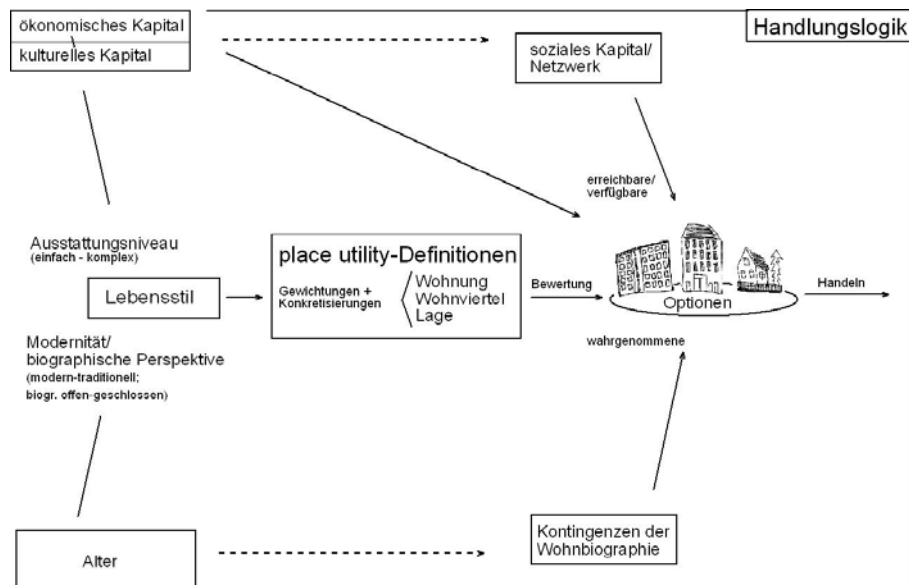 ökonomisches Kapital
kulturelles Kapital
Handlungslogik
soziales Kapital/
Netzwerk
erreichbare/
verfügbare
Ausstattungsniveau
(einfach - komplex)
Lebensstil
place utility-Definitionen
Gewichtungen +
Konkretisierungen
Wohnung
Wohnviertel
Lage
Bewertung
Optionen
Handeln
wahrgenommene
Modernität/
biographische Perspektive
(modern-traditionell;
biogr. offen-geschlossen)
Alter
Kontingenzen der
Wohnbiographie